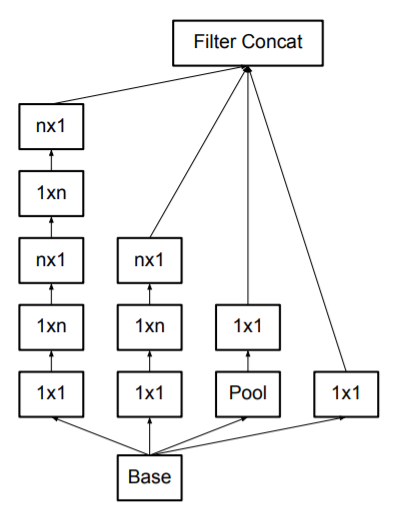 Filter Concat
nx1
1xn
nx1
nx1
1xn
1xn
1x1
1x1
1x1
Pool
1x1
Base